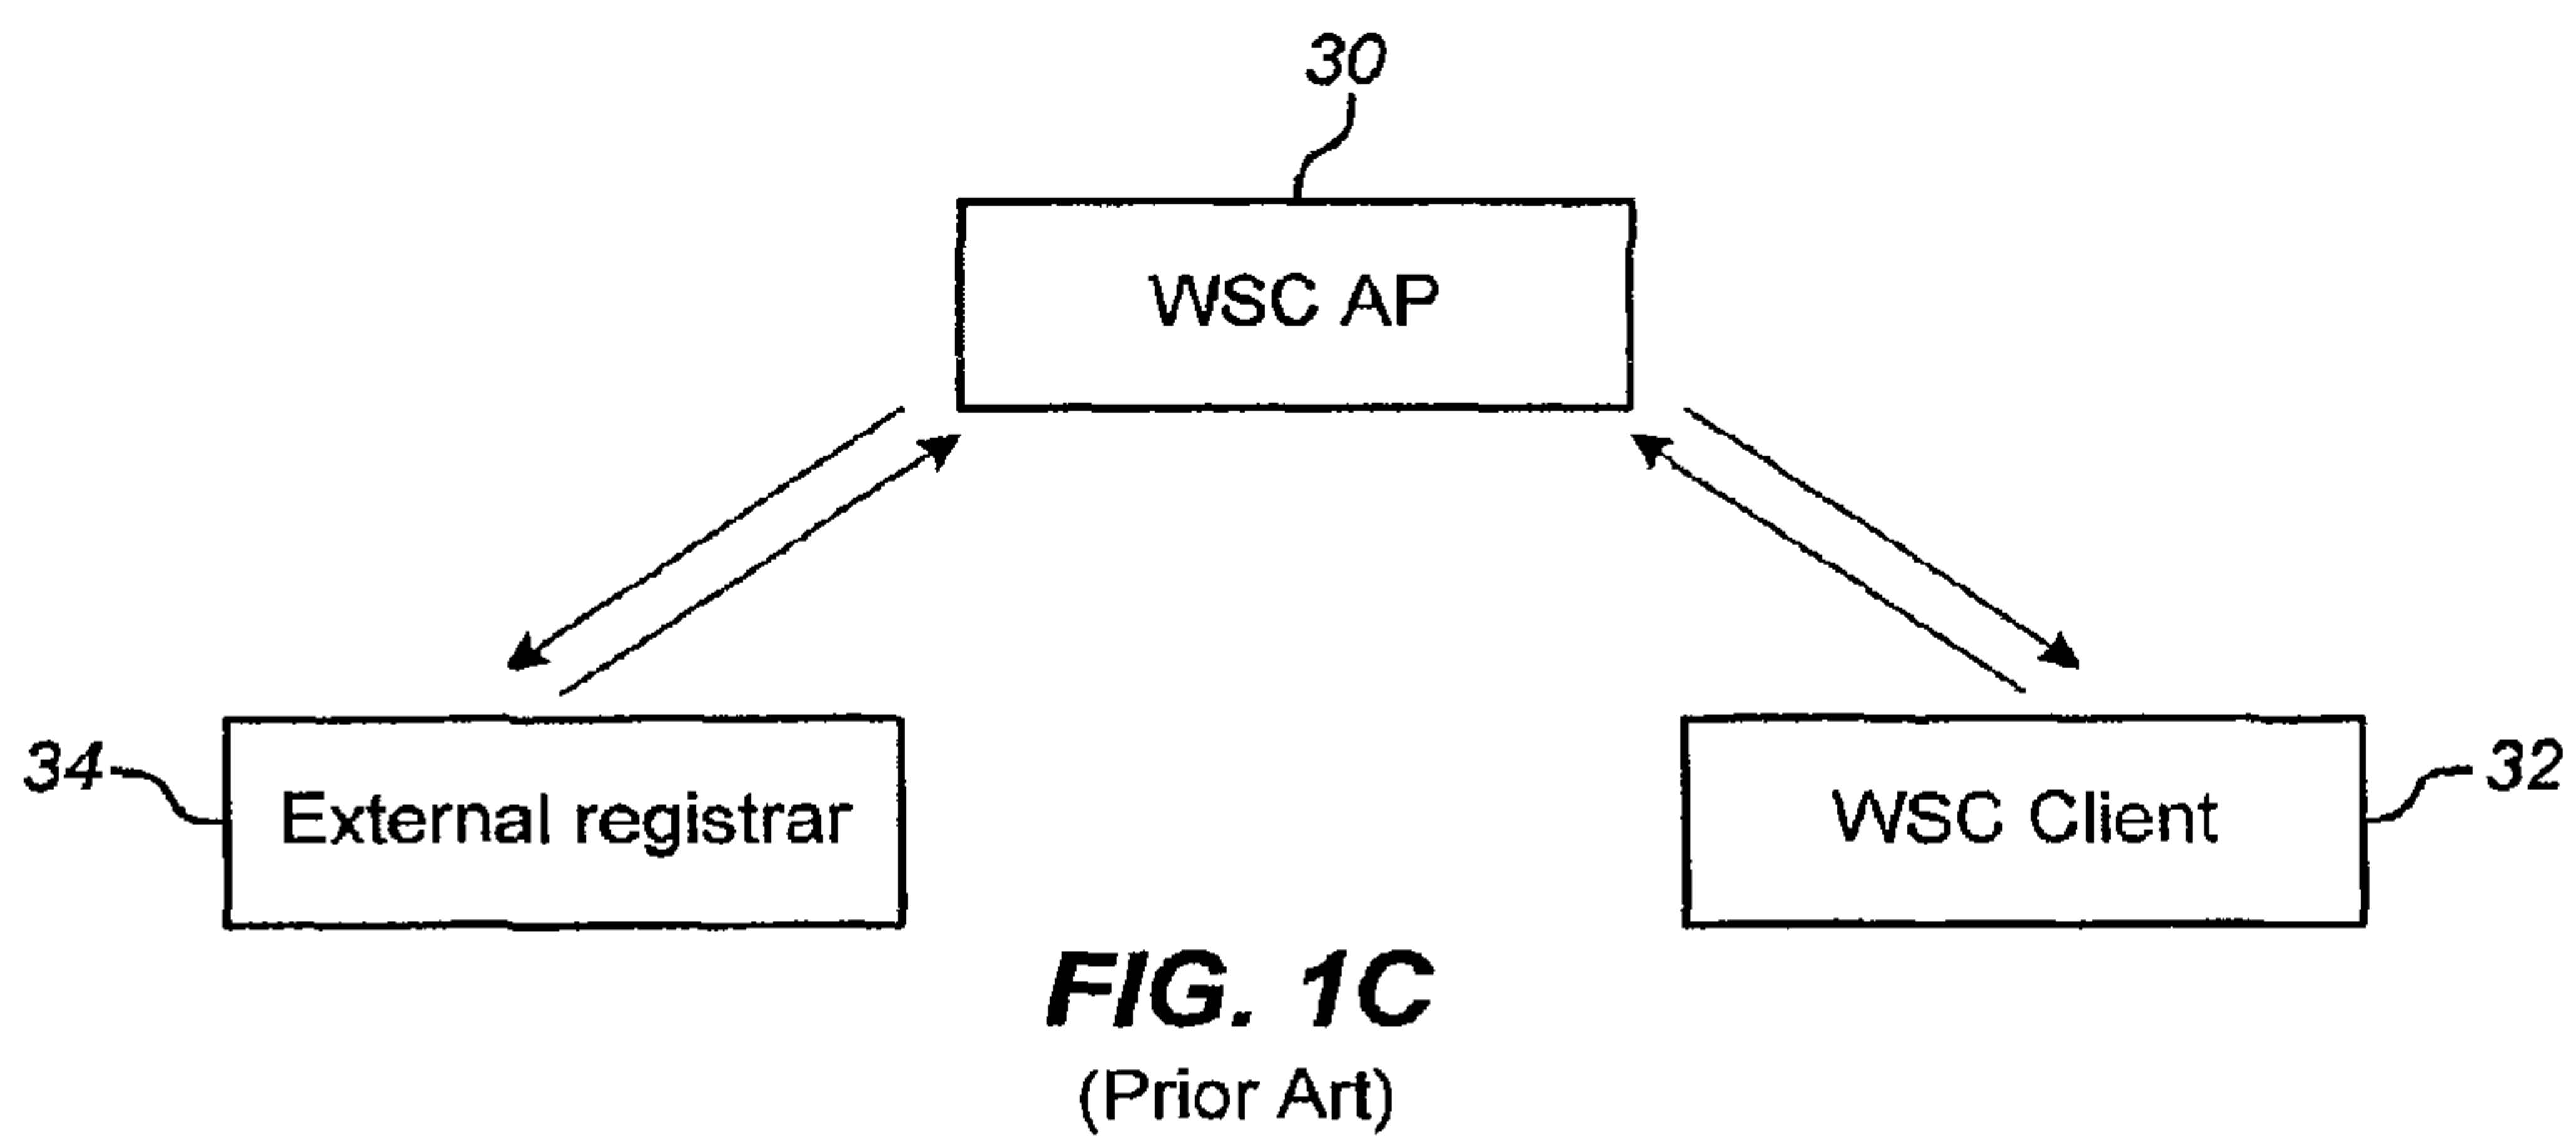 30
WSC AP
34
External registrar
WSC Client
32
FIG. 1C
(Prior Art)